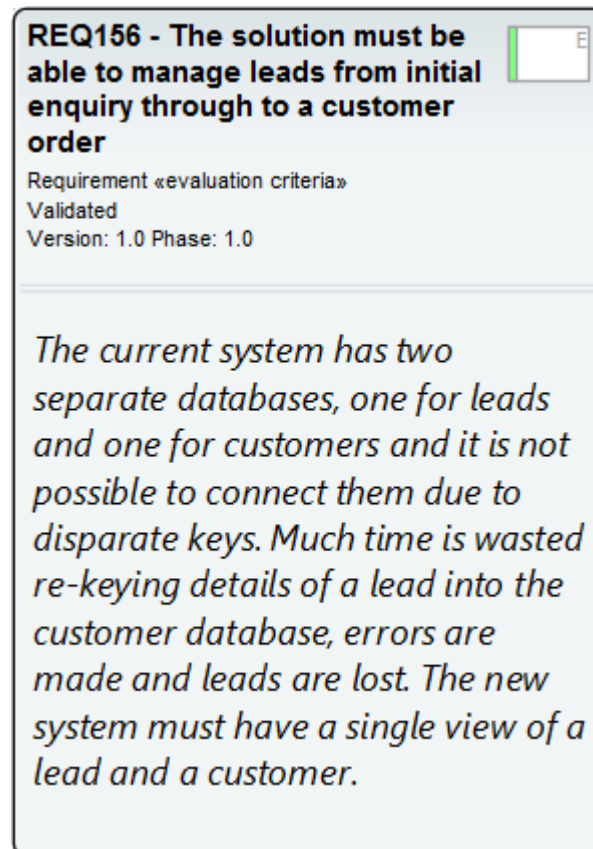 REQ156 - The solution must be
able to manage leads from initial
enquiry through to a customer
order
E
Requirement «evaluation criteria»
Validated
Version: 1.0 Phase: 1.0
The current system has two
separate databases, one for leads
and one for customers and it is not
possible to connect them due to
disparate keys. Much time is wasted
re-keying details of a lead into the
customer database, errors are
made and leads are lost. The new
system must have a single view of a
lead and a customer.